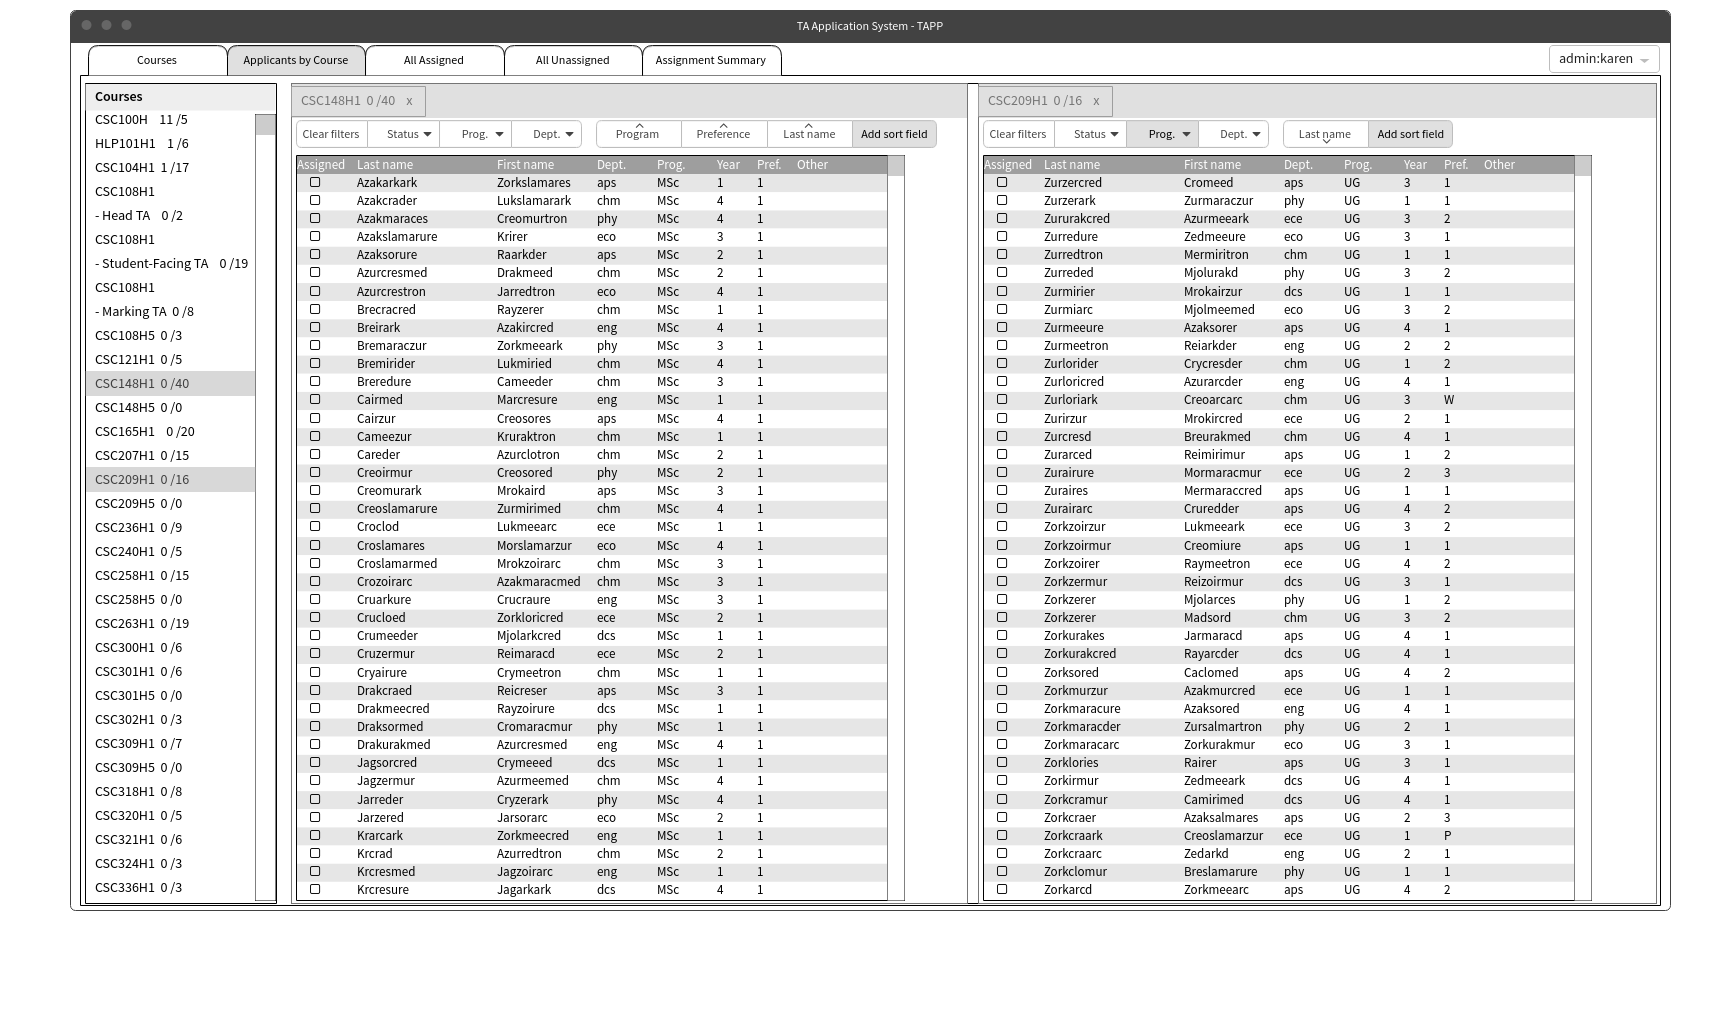 TA Application System - TAPP
Courses
Applicants by Course
All Assigned
All Unassigned
Assignment Summary
admin:karen
Courses
CSC100H 11 /5
HLP101H1 1 /6
CSC104H1 1 /17
CSC108H1
- Head TA 0 /2
CSC108H1
- Student-Facing TA 0 /19
CSC108H1
- Marking TA 0 /8
CSC108H5 0 /3
CSC121H1 0 /5
CSC148H1 0 /40
CSC148H5 0 /0
CSC165H1 0 /20
CSC207H1 0 /15
CSC209H1 0 /16
CSC209H5 0 /0
CSC236H1 0 /9
CSC240H1 0 /5
CSC258H1 0 /15
CSC258H5 0 /0
CSC263H1 0 /19
CSC300H1 0 /6
CSC301H1 0 /6
CSC301H5 0 /0
CSC302H1 0 /3
CSC309H1 0 /7
CSC309H5 0 /0
CSC318H1 0 /8
CSC320H1 0 /5
CSC321H1 0 /6
CSC324H1 0 /3
CSC336H1 0 /3
CSC148H1 0 /40 x
Clear filters Status Prog. Dept. Program Preference Last name Add sort field
Assigned Last name First name Dept. Prog. Year Pref. Other
Azakarkark Zorkslamares aps MSc 1 1
Azakcrader Lukslamarark chm MSc 4 1
Azakmaraces Creomurtron phy MSc 4 1
Azakslamarure Krirer eco MSc 3 1
Azaksorure Raarkder aps MSc 2 1
Azurcresmed Drakmeed chm MSc 2 1
Azurcrestron Jarredtron eco MSc 4 1
Brecracred Rayzerer chm MSc 1 1
Breirark Azakircred eng MSc 4 1
Bremaraczur Zorkmeeark phy MSc 3 1
Bremirider Lukmiried chm MSc 4 1
Breredure Cameeder chm MSc 3 1
Cairmed Marcresure eng MSc 1 1
Cairzur Creosores aps MSc 4 1
Cameezur Kruraktron chm MSc 1 1
Careder Azurclotron chm MSc 2 1
Creoirmur Creosored phy MSc 2 1
Creomurark Mrokaird aps MSc 3 1
Creoslamarure Zurmirimed chm MSc 4 1
Croclod Lukmeearc ece MSc 1 1
Croslamares Morslamarzur eco MSc 4 1
Croslamarmed Mrokzoirarc chm MSc 3 1
Crozoirarc Azakmaracmed chm MSc 3 1
Cruarkure Crucraure eng MSc 3 1
Crucloed Zorkloricred ece MSc 2 1
Crumeeder Mjolarkcred dcs MSc 1 1
Cruzermur Reimaracd ece MSc 2 1
Cryairure Crymeetron chm MSc 1 1
Drakcraed Reicreser aps MSc 3 1
Drakmeecred Rayzoirure dcs MSc 1 1
Draksormed Cromaracmur phy MSc 1 1
Drakurakmed Azurcresmed eng MSc 4 1
Jagsorcred Crymeeed dcs MSc 1 1
Jagzermur Azurmeemed chm MSc 4 1
Jarreder Cryzerark phy MSc 4 1
Jarzered Jarsorarc eco MSc 2 1
Krarcark Zorkmeecred eng MSc 1 1
Krcrad Azurredtron chm MSc 2 1
Krcresmed Jagzoirarc eng MSc 1 1
Krcresure Jagarkark dcs MSc 4 1
CSC209H1 0 /16 x
Clear filters Status Prog. Dept. Last name Add sort field
Assigned Last name First name Dept. Prog. Year Pref. Other
Zurzercred Cromeed aps UG 3 1
Zurzerark Zurmaraczur phy UG 1 1
Zururakcred Azurmeeark ece UG 3 2
Zurredure Zedmeeure eco UG 3 1
Zurredtron Mermiritron chm UG 1 1
Zurreded Mjolurakd phy UG 3 2
Zurmirier Mrokairzur dcs UG 1 1
Zurmiarc Mjolmeemed eco UG 3 2
Zurmeeure Azaksorer aps UG 4 1
Zurmeetron Reiarkder eng UG 2 2
Zurlorider Crycresder chm UG 1 2
Zurloricred Azurarcder eng UG 4 1
Zurloriark Creoarcarc chm UG 3 W
Zurirzur Mrokircred ece UG 2 1
Zurcresd Breurakmed chm UG 4 1
Zurarced Reimirimur aps UG 1 2
Zurairure Mormaracmur ece UG 2 3
Zuraires Mermaraccred aps UG 1 1
Zurairarc Cruredder aps UG 4 2
Zorkzoirzur Lukmeeark ece UG 3 2
Zorkzoirmur Creomiure aps UG 1 1
Zorkzoirer Raymeetron ece UG 4 2
Zorkzermur Reizoirmur dcs UG 3 1
Zorkzerer Mjolarces phy UG 1 2
Zorkzerer Madsord chm UG 3 2
Zorkurakes Jarmaracd aps UG 4 1
Zorkurakcred Rayarcder dcs UG 4 1
Zorksored Caclomed aps UG 4 2
Zorkmurzur Azakmurcred ece UG 1 1
Zorkmaracure Azaksored eng UG 4 1
Zorkmaracder Zursalmartron phy UG 2 1
Zorkmaracarc Zorkurakmur eco UG 3 1
Zorklories Rairer aps UG 3 1
Zorkirmur Zedmeeark dcs UG 4 1
Zorkcramur Camirimed dcs UG 4 1
Zorkcraer Azaksalmares aps UG 2 3
Zorkcraark Creoslamarzur ece UG 1 P
Zorkcraarc Zedarkd eng UG 2 1
Zorkclomur Breslamarure phy UG 1 1
Zorkarcd Zorkmeearc aps UG 4 2